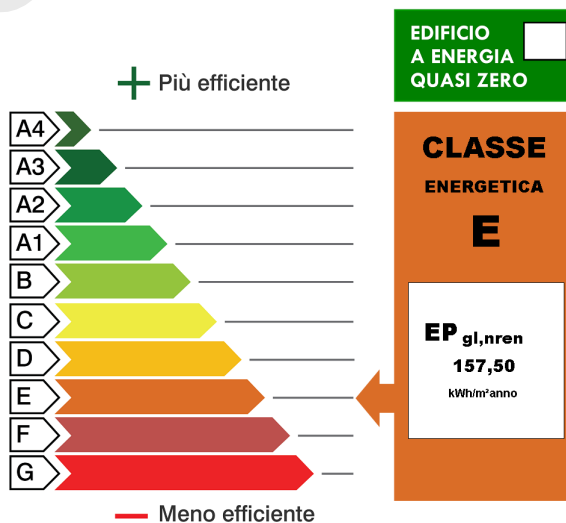 EDIFICIO
A ENERGIA
QUASI ZERO
+ Più efficiente
A4
A3
A2
A1
B
C
D
E
F
G
— Meno efficiente
CLASSE
ENERGETICA
E
EP gl,nren
157,50
kWh/m²anno